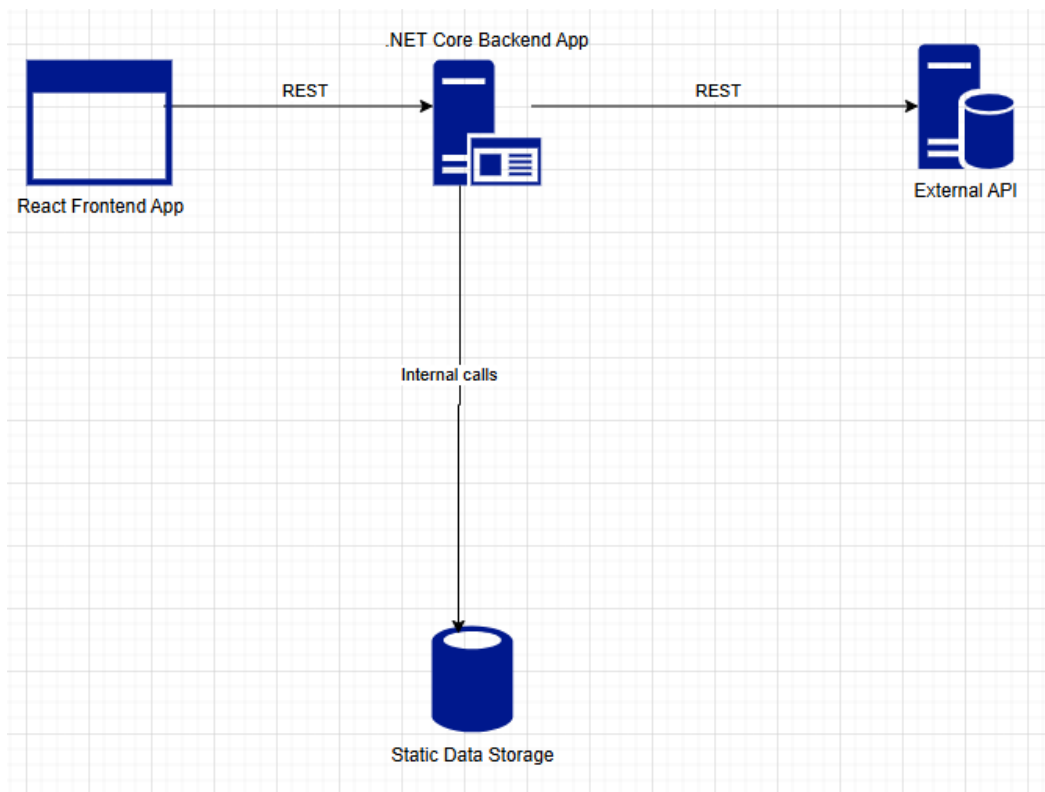 .NET Core Backend App
REST
REST
React Frontend App
External API
Internal calls
Static Data Storage